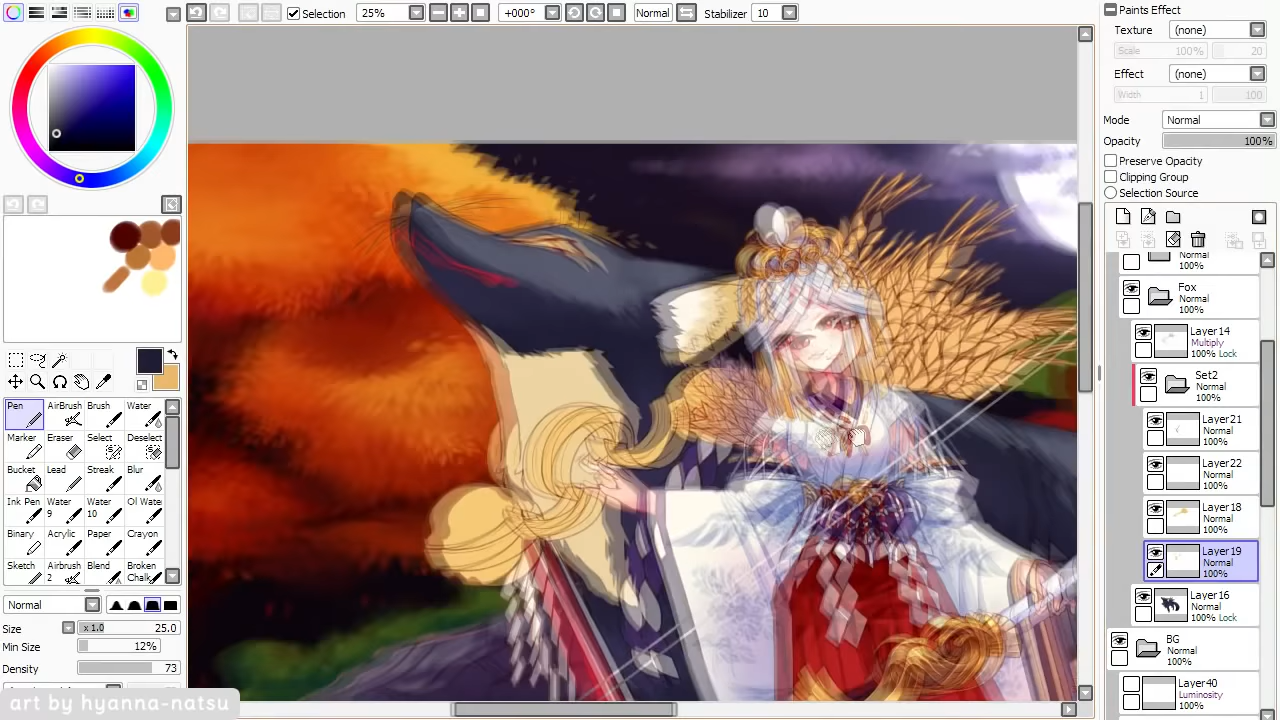 Selection 25% +000° Normal Stabilizer 10
Paints Effect
Texture (none)
Scale 100% 20
Effect (none)
Width 1 100
Mode Normal
Opacity 100%
Preserve Opacity
Clipping Group
Selection Source
100%
Fox
Normal
100%
Layer14
Multiply
100% Lock
Set2
Normal
100%
Layer21
Normal
100%
Layer22
Normal
100%
Layer18
Normal
100%
Layer19
Normal
100%
Layer16
Normal
100% Lock
BG
Normal
100%
Layer40
Luminosity
100%
Pen AirBrush Brush Water
Marker Eraser Select Deselect
Bucket Lead Streak Blur
Ink Pen Water 9 Water 10 Oil Water
Binary Acrylic Paper Crayon
Sketch Airbrush 2 Blend Broken Chalk
Normal
Size x 1.0 25.0
Min Size 12%
Density 73
art by hyanna-natsu